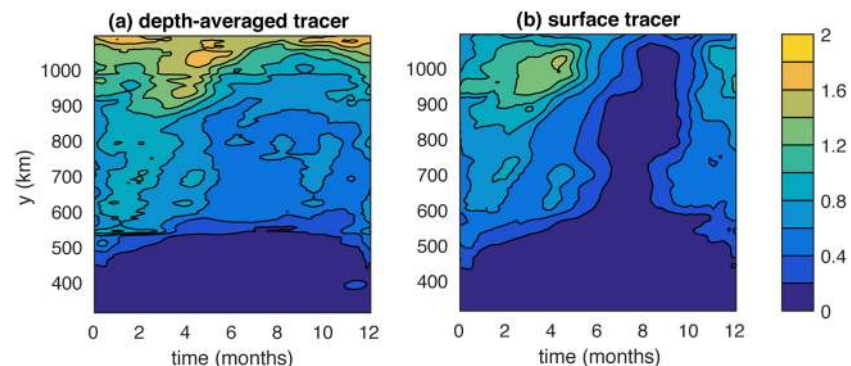 (a) depth-averaged tracer
(b) surface tracer
y (km)
1000
900
800
700
600
500
400
0 2 4 6 8 10 12
time (months)
1000
900
800
700
600
500
400
0 2 4 6 8 10 12
time (months)
2
1.6
1.2
0.8
0.4
0